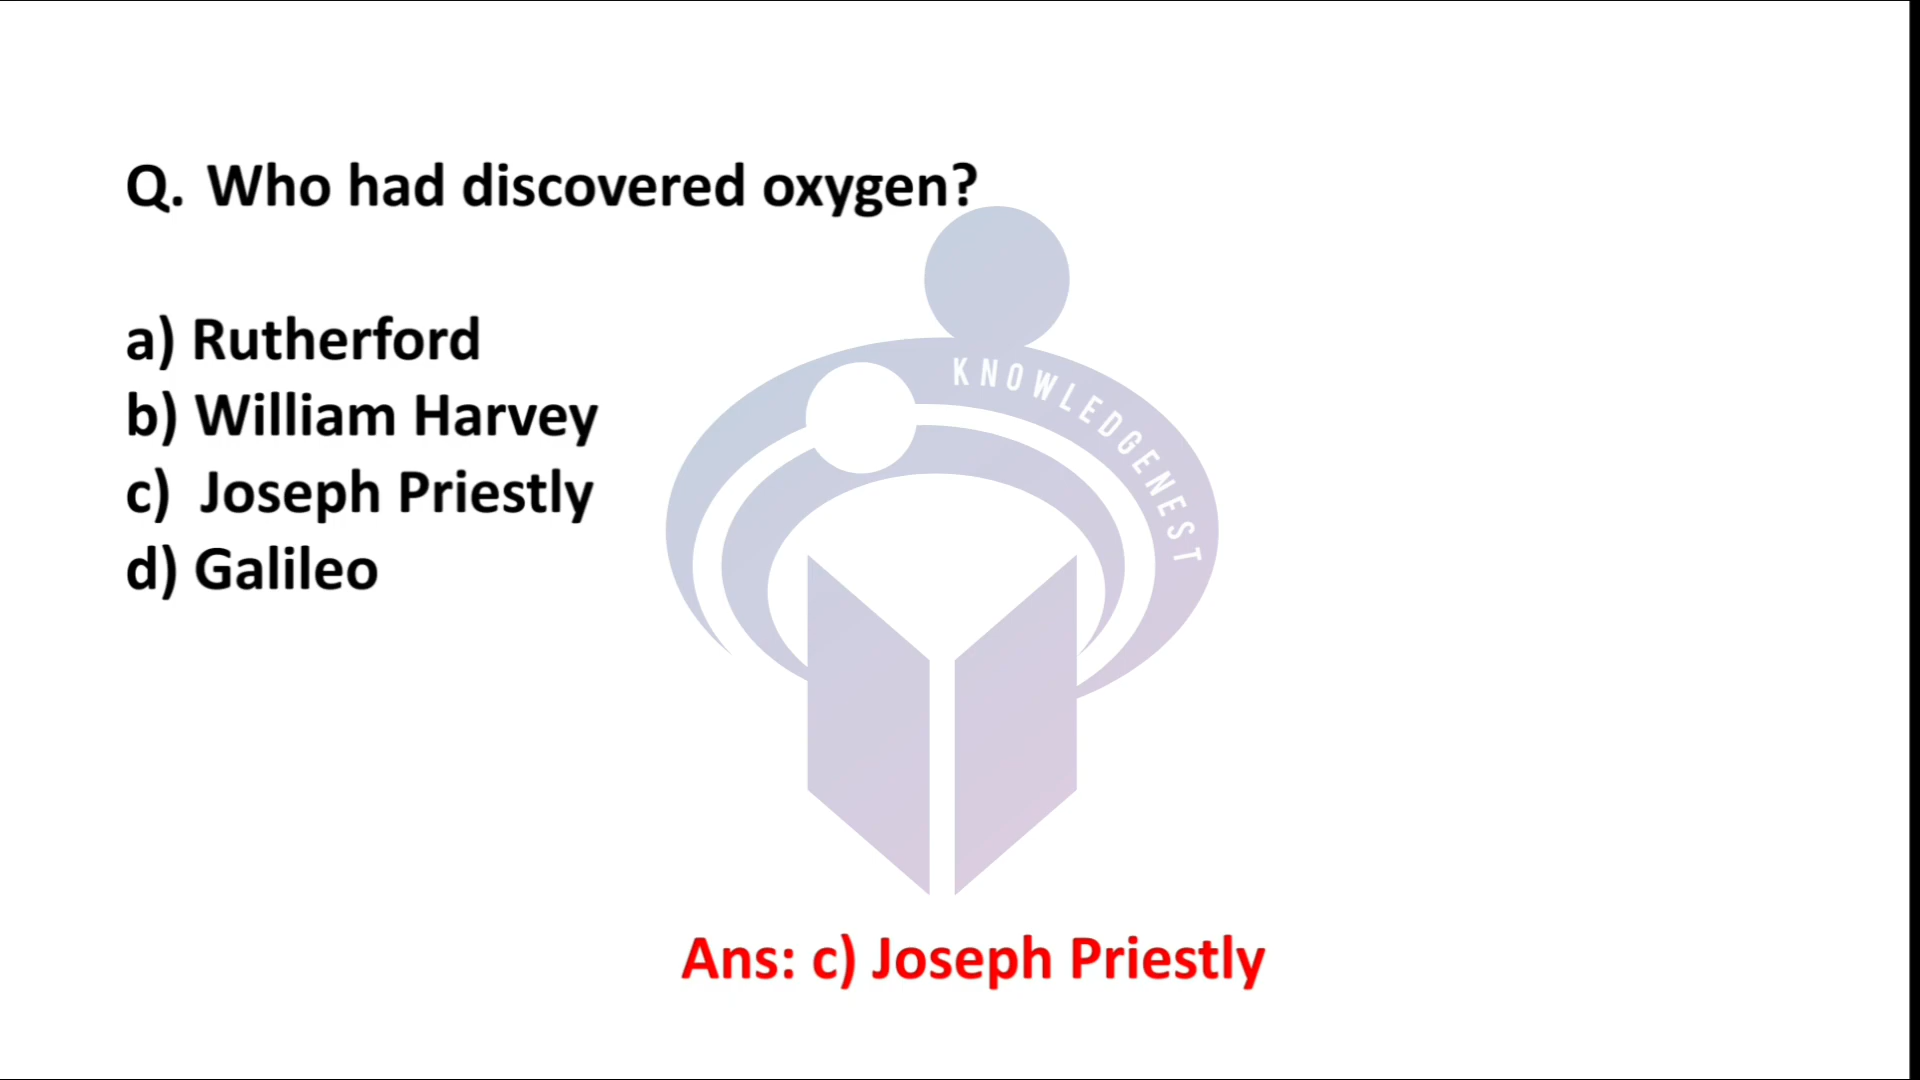 Q. Who had discovered oxygen?
KNOWLEDGENEST
a) Rutherford
b) William Harvey
c) Joseph Priestly
d) Galileo
Ans: c) Joseph Priestly